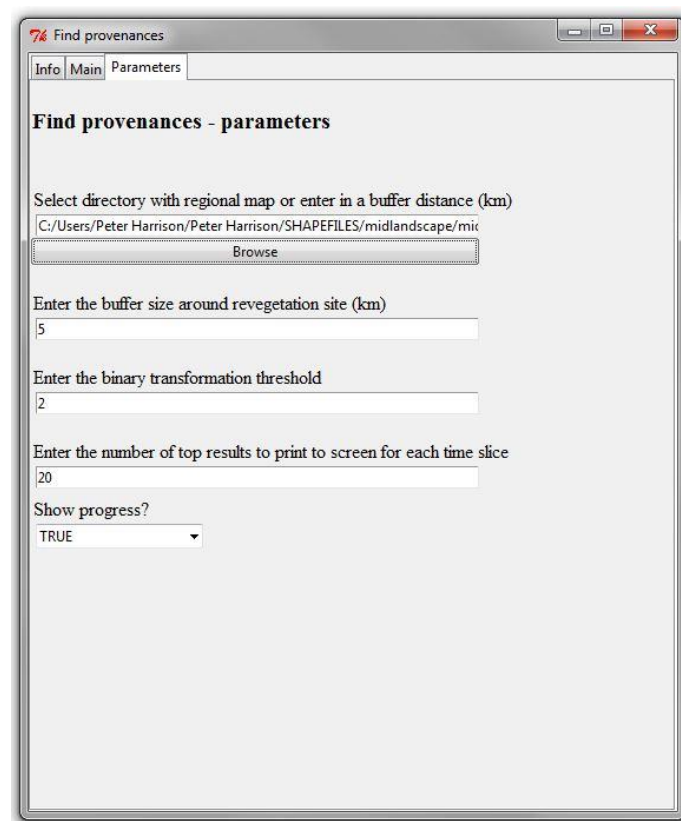 Find provenances
Info Main Parameters
Find provenances - parameters
Select directory with regional map or enter in a buffer distance (km)
C:/Users/Peter Harrison/Peter Harrison/SHAPEFILES/midlandscape/mid
Browse
Enter the buffer size around revegetation site (km)
5
Enter the binary transformation threshold
2
Enter the number of top results to print to screen for each time slice
20
Show progress?
TRUE